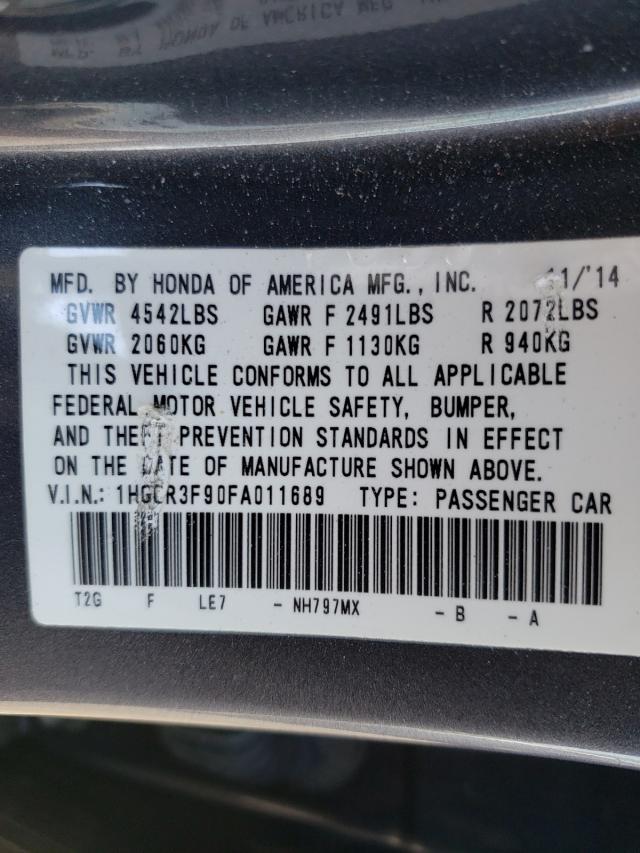 MFD. BY HONDA OF AMERICA MFG., INC. 11/'14
GVWR 4542LBS GAWR F 2491LBS R 2072LBS
GVWR 2060KG GAWR F 1130KG R 940KG
THIS VEHICLE CONFORMS TO ALL APPLICABLE
FEDERAL MOTOR VEHICLE SAFETY, BUMPER,
AND THEFT PREVENTION STANDARDS IN EFFECT
ON THE DATE OF MANUFACTURE SHOWN ABOVE.
V.I.N.: 1HGCR3F90FA011689 TYPE: PASSENGER CAR
T2G F LE7 - NH797MX - B - A